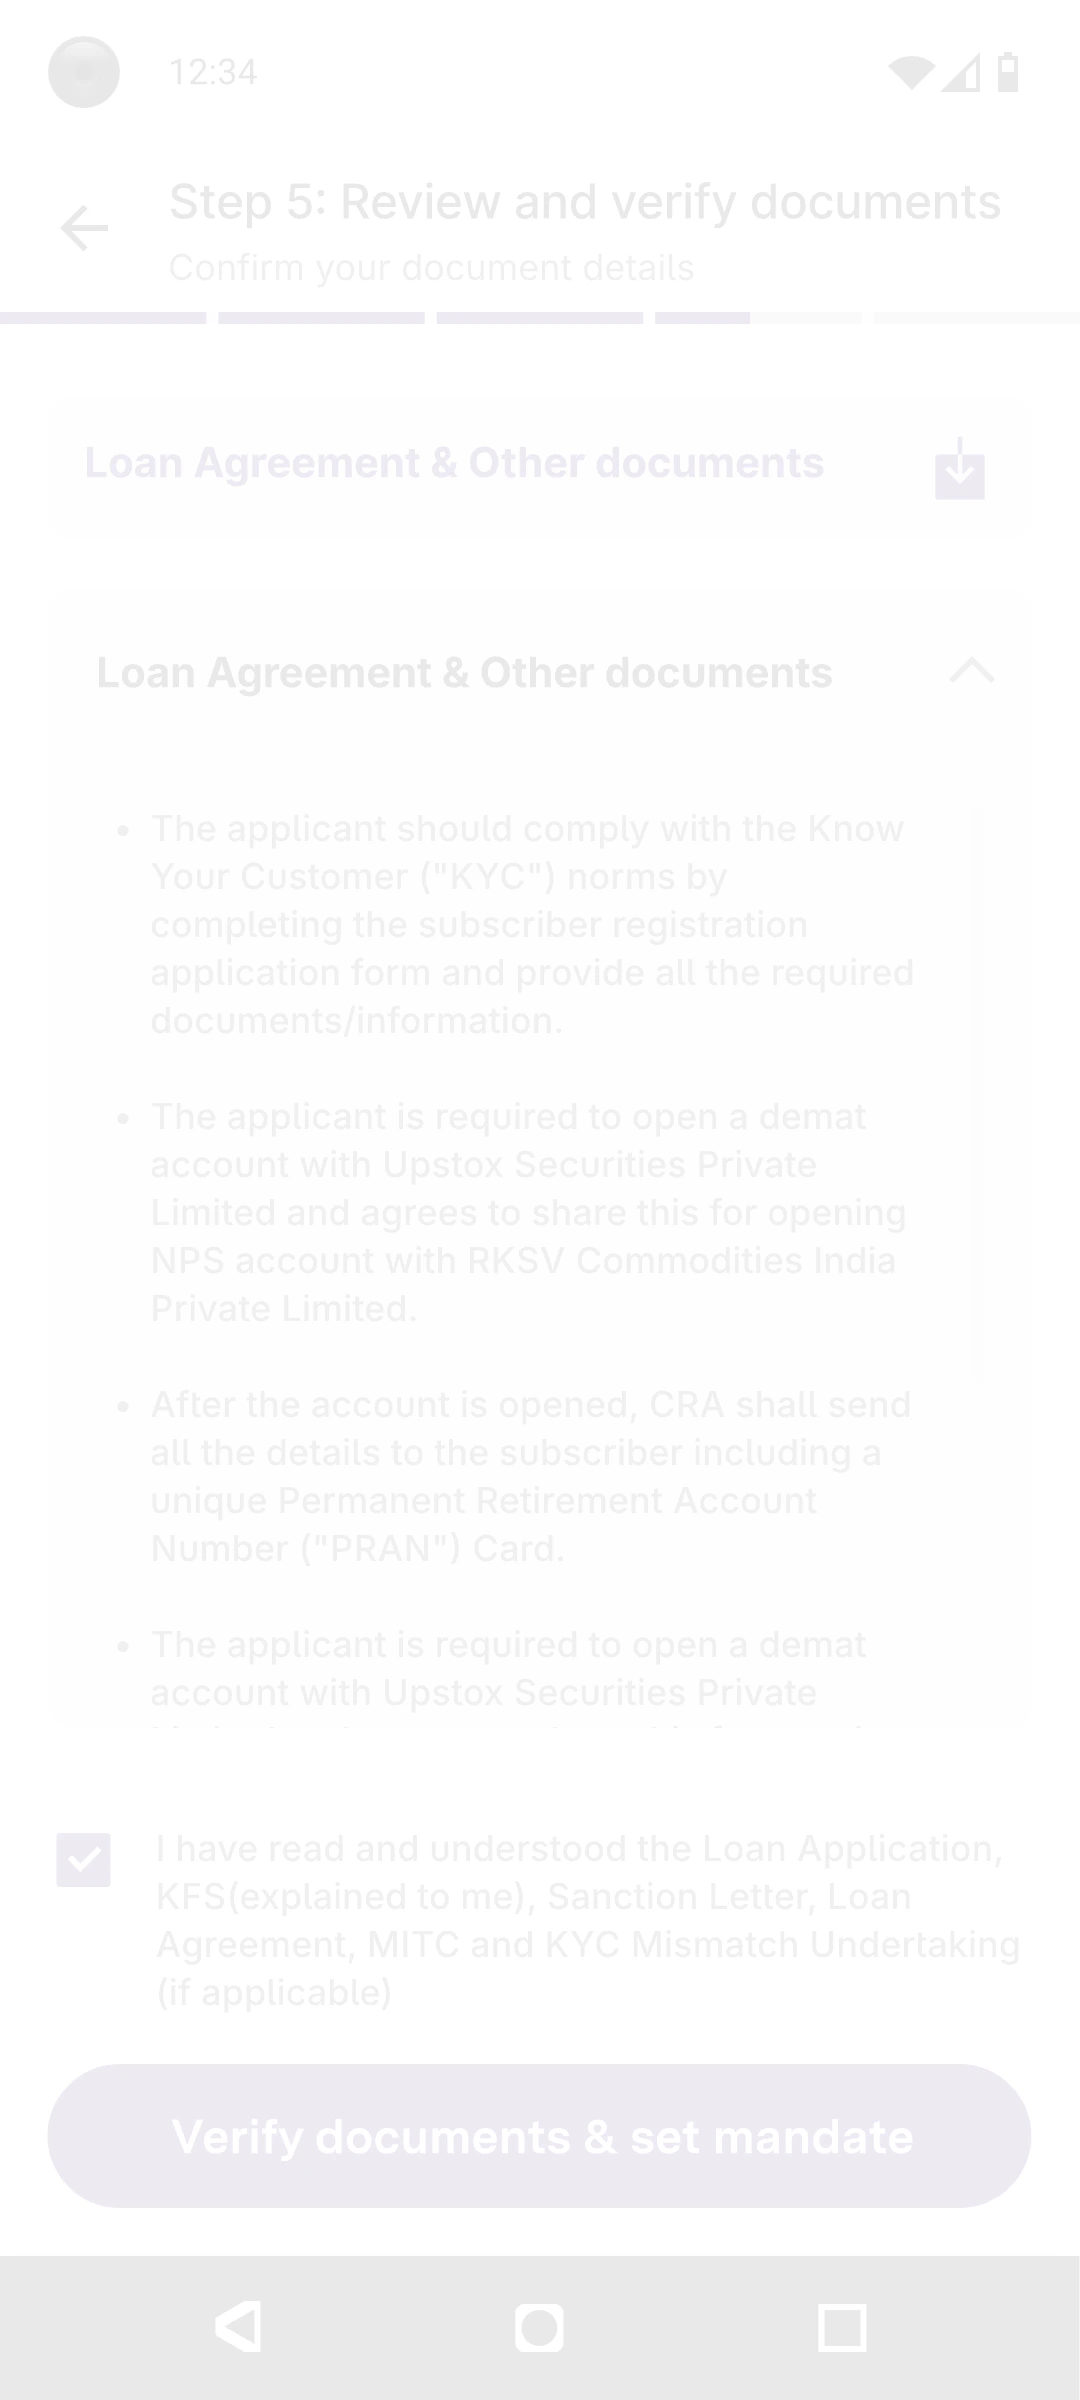 12:34
Step 5: Review and verify documents
Confirm your document details
Loan Agreement & Other documents
Loan Agreement & Other documents
• The applicant should comply with the Know
Your Customer ("KYC") norms by
completing the subscriber registration
application form and provide all the required
documents/information.
• The applicant is required to open a demat
account with Upstox Securities Private
Limited and agrees to share this for opening
NPS account with RKSV Commodities India
Private Limited.
• After the account is opened, CRA shall send
all the details to the subscriber including a
unique Permanent Retirement Account
Number ("PRAN") Card.
• The applicant is required to open a demat
account with Upstox Securities Private
I have read and understood the Loan Application,
KFS(explained to me), Sanction Letter, Loan
Agreement, MITC and KYC Mismatch Undertaking
(if applicable)
Verify documents & set mandate